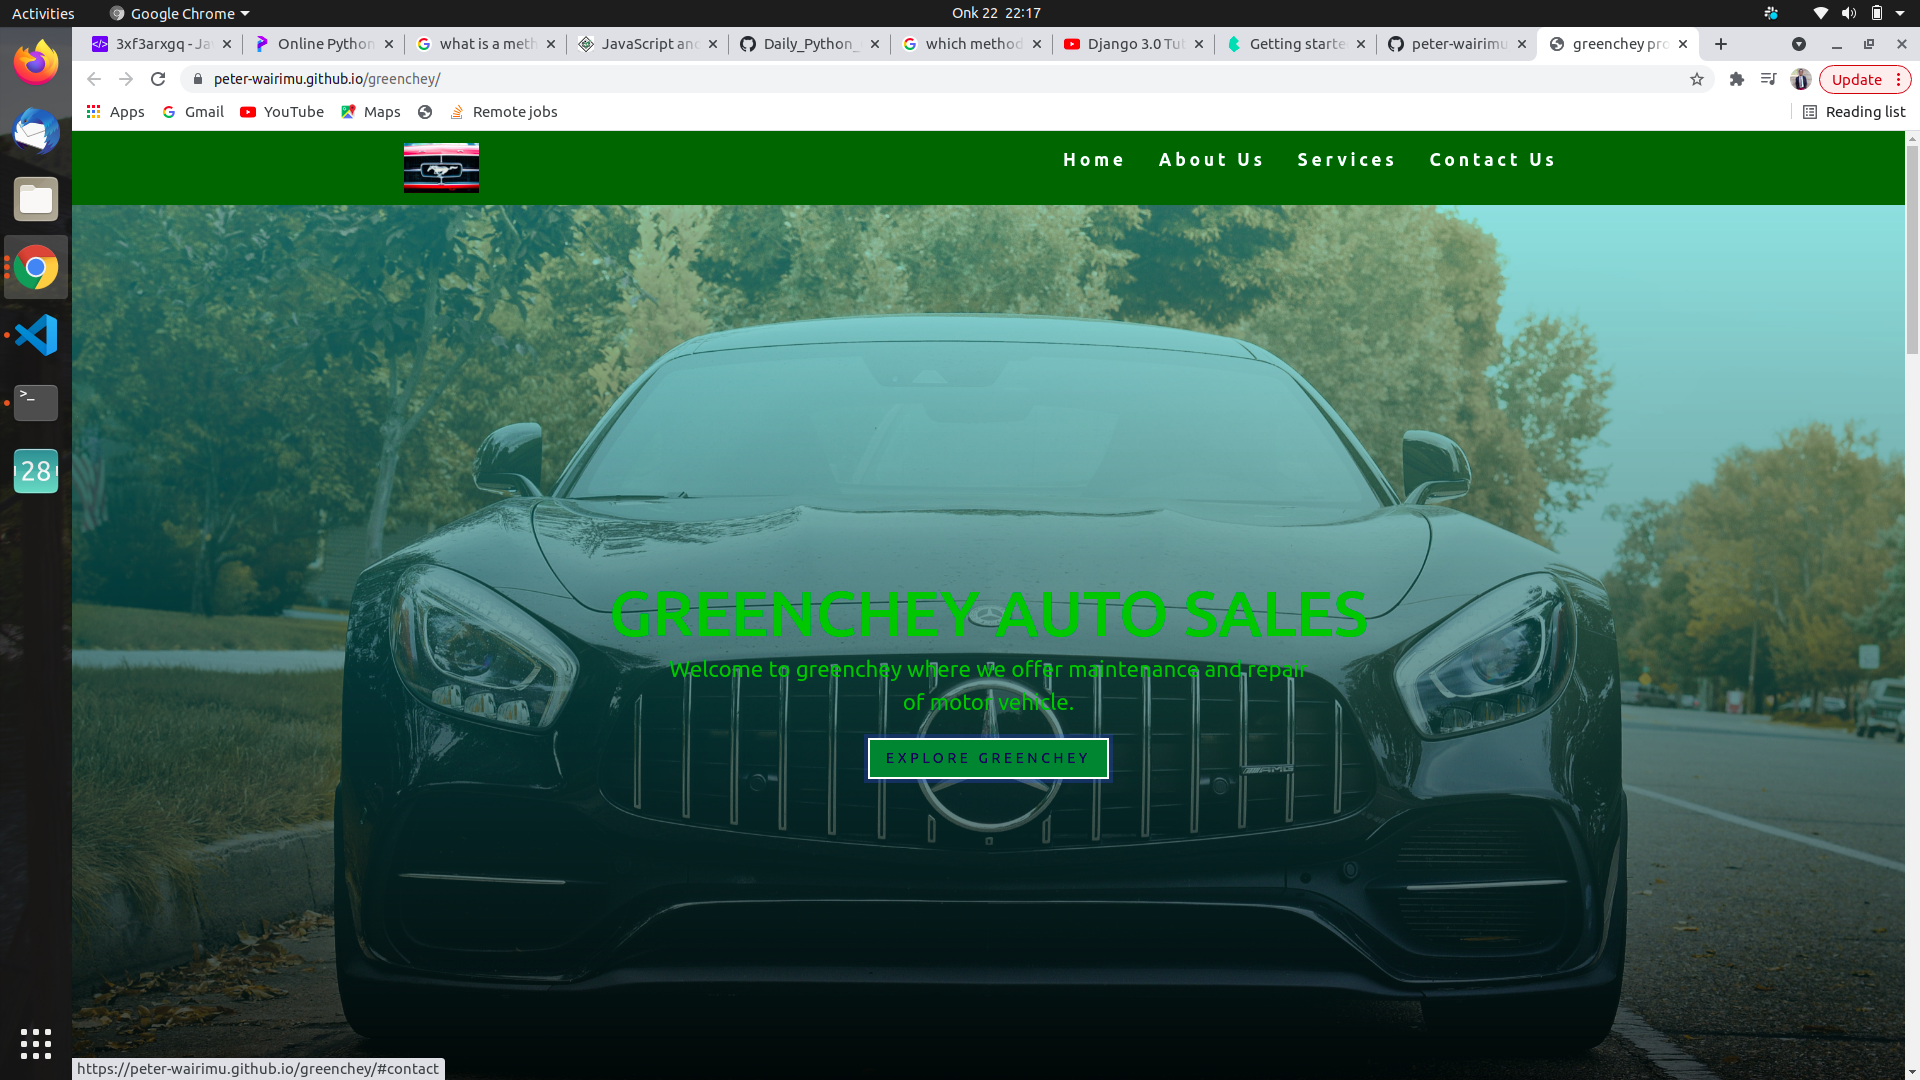 Activities
Google Chrome
Onk 22 22:17
3xf3arxgq - Ja
Online Python
what is a meth
JavaScript and
Daily_Python_
which method
Django 3.0 Tut
Getting starte
peter-wairimu
greenchey pro
peter-wairimu.github.io/greenchey/
Update
Apps
Gmail
YouTube
Maps
Remote jobs
Reading list
Home
About Us
Services
Contact Us
GREENCHEY AUTO SALES
Welcome to greenchey where we offer maintenance and repair
of motor vehicle.
EXPLORE GREENCHEY
AMG
>_
28
https://peter-wairimu.github.io/greenchey/#contact